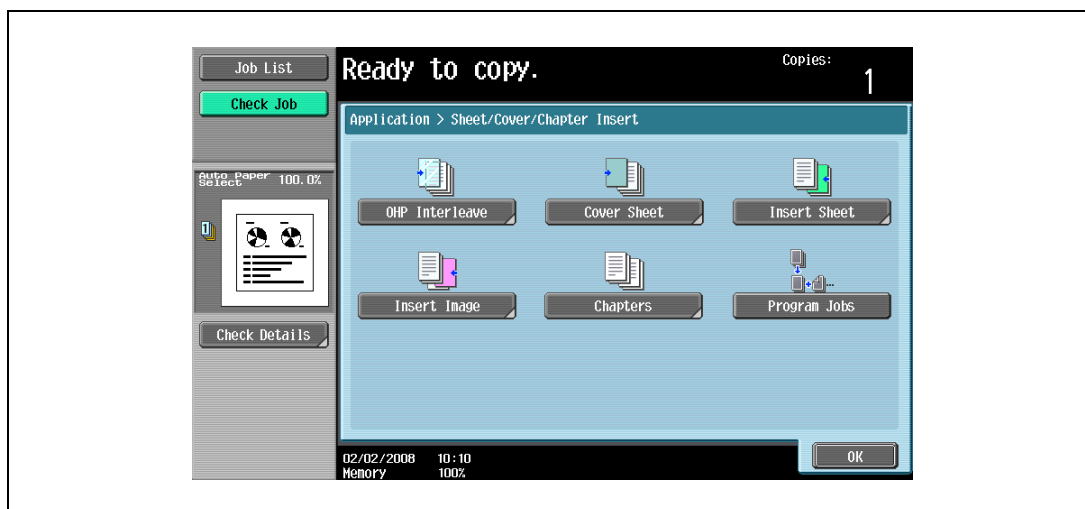 Job List
Check Job
Ready to copy.
Copies:
1
Application > Sheet/Cover/Chapter Insert
Auto Paper
Select
100.0%
1
OHP Interleave
Cover Sheet
Insert Sheet
Insert Image
Chapters
Program Jobs
Check Details
02/02/2008 10:10
Memory 100%
OK